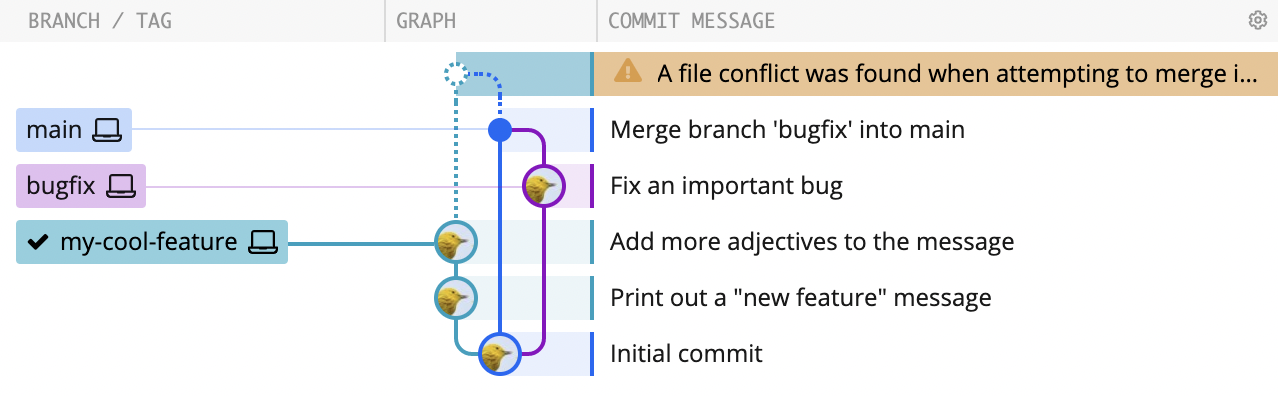 BRANCH / TAG GRAPH COMMIT MESSAGE
A file conflict was found when attempting to merge i...
main Merge branch 'bugfix' into main
bugfix Fix an important bug
my-cool-feature Add more adjectives to the message
Print out a "new feature" message
Initial commit